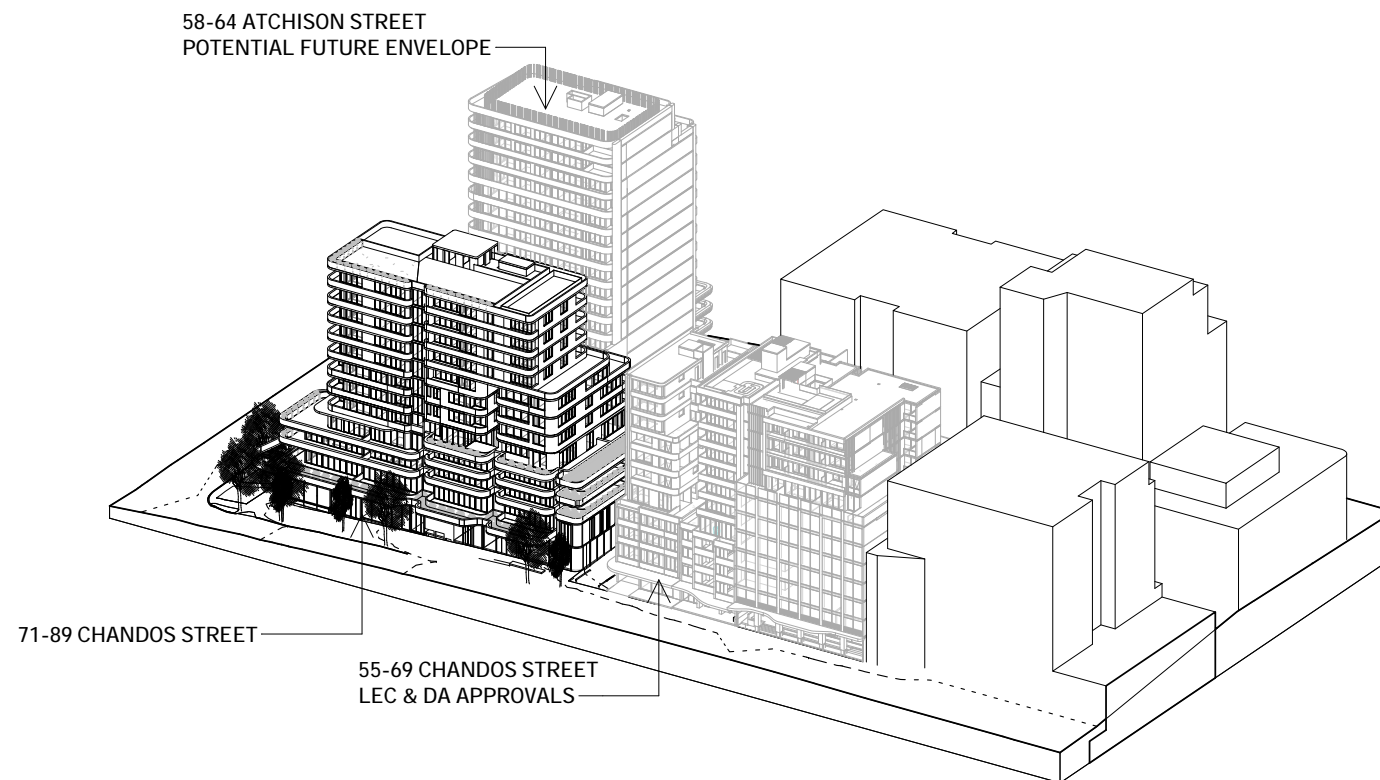 58-64 ATCHISON STREET
POTENTIAL FUTURE ENVELOPE
71-89 CHANDOS STREET
55-69 CHANDOS STREET
LEC & DA APPROVALS